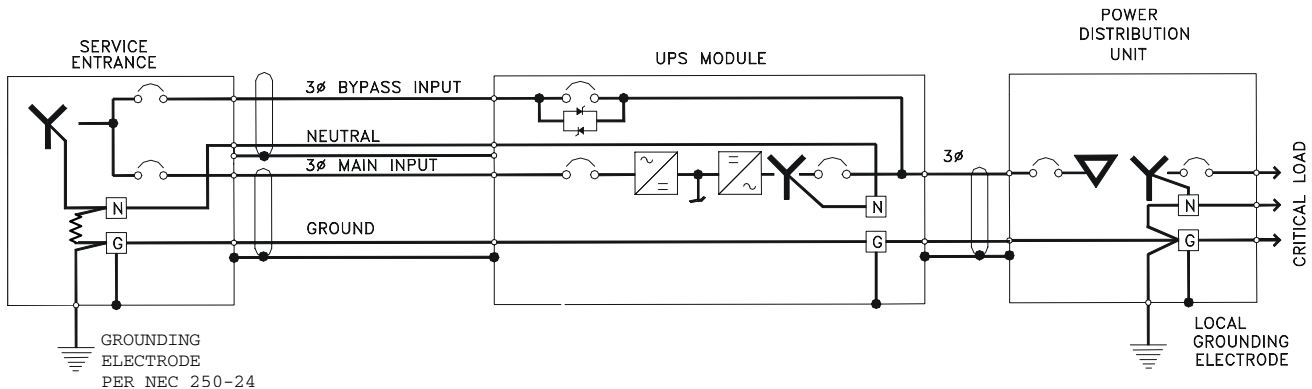 SERVICE
ENTRANCE
UPS MODULE
POWER
DISTRIBUTION
UNIT
3ø BYPASS INPUT
NEUTRAL
3ø MAIN INPUT
3ø
N
N
N
G
GROUND
G
G
CRITICAL LOAD
GROUNDING
ELECTRODE
PER NEC 250-24
LOCAL
GROUNDING
ELECTRODE